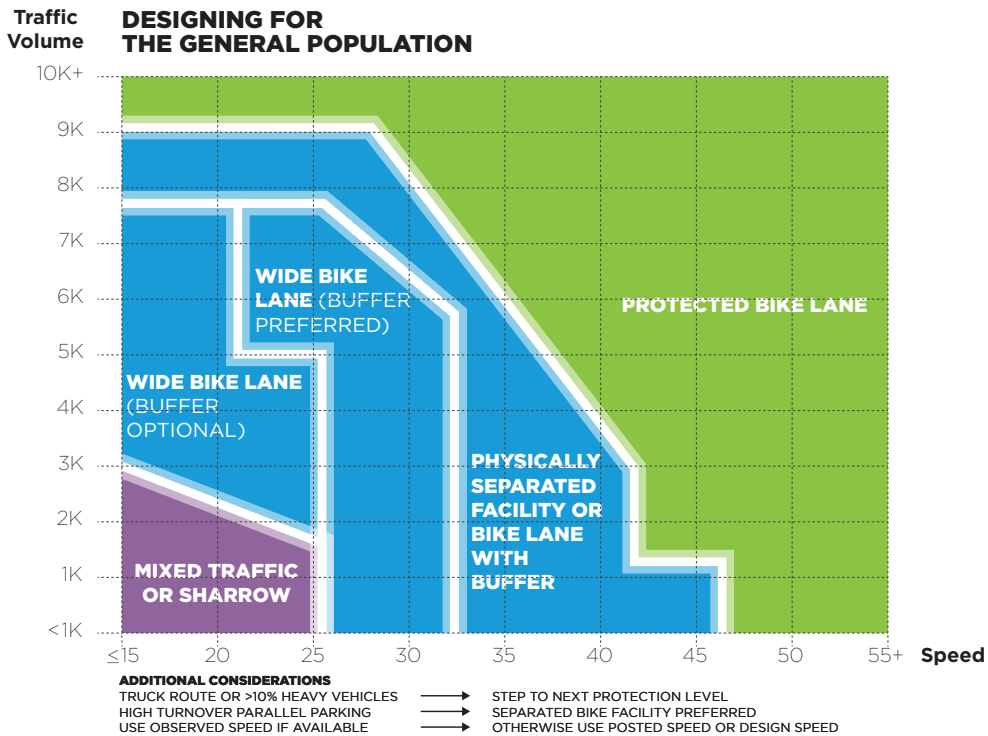 Traffic
Volume
DESIGNING FOR
THE GENERAL POPULATION
10K+
9K
8K
7K
6K
5K
4K
3K
2K
1K
<1K
WIDE BIKE
LANE (BUFFER
PREFERRED)
PROTECTED BIKE LANE
WIDE BIKE LANE
(BUFFER
OPTIONAL)
PHYSICALLY
SEPARATED
FACILITY OR
BIKE LANE
WITH
BUFFER
MIXED TRAFFIC
OR SHARROW
≤15 20 25 30 35 40 45 50 55+ Speed
ADDITIONAL CONSIDERATIONS
TRUCK ROUTE OR >10% HEAVY VEHICLES → STEP TO NEXT PROTECTION LEVEL
HIGH TURNOVER PARALLEL PARKING → SEPARATED BIKE FACILITY PREFERRED
USE OBSERVED SPEED IF AVAILABLE → OTHERWISE USE POSTED SPEED OR DESIGN SPEED